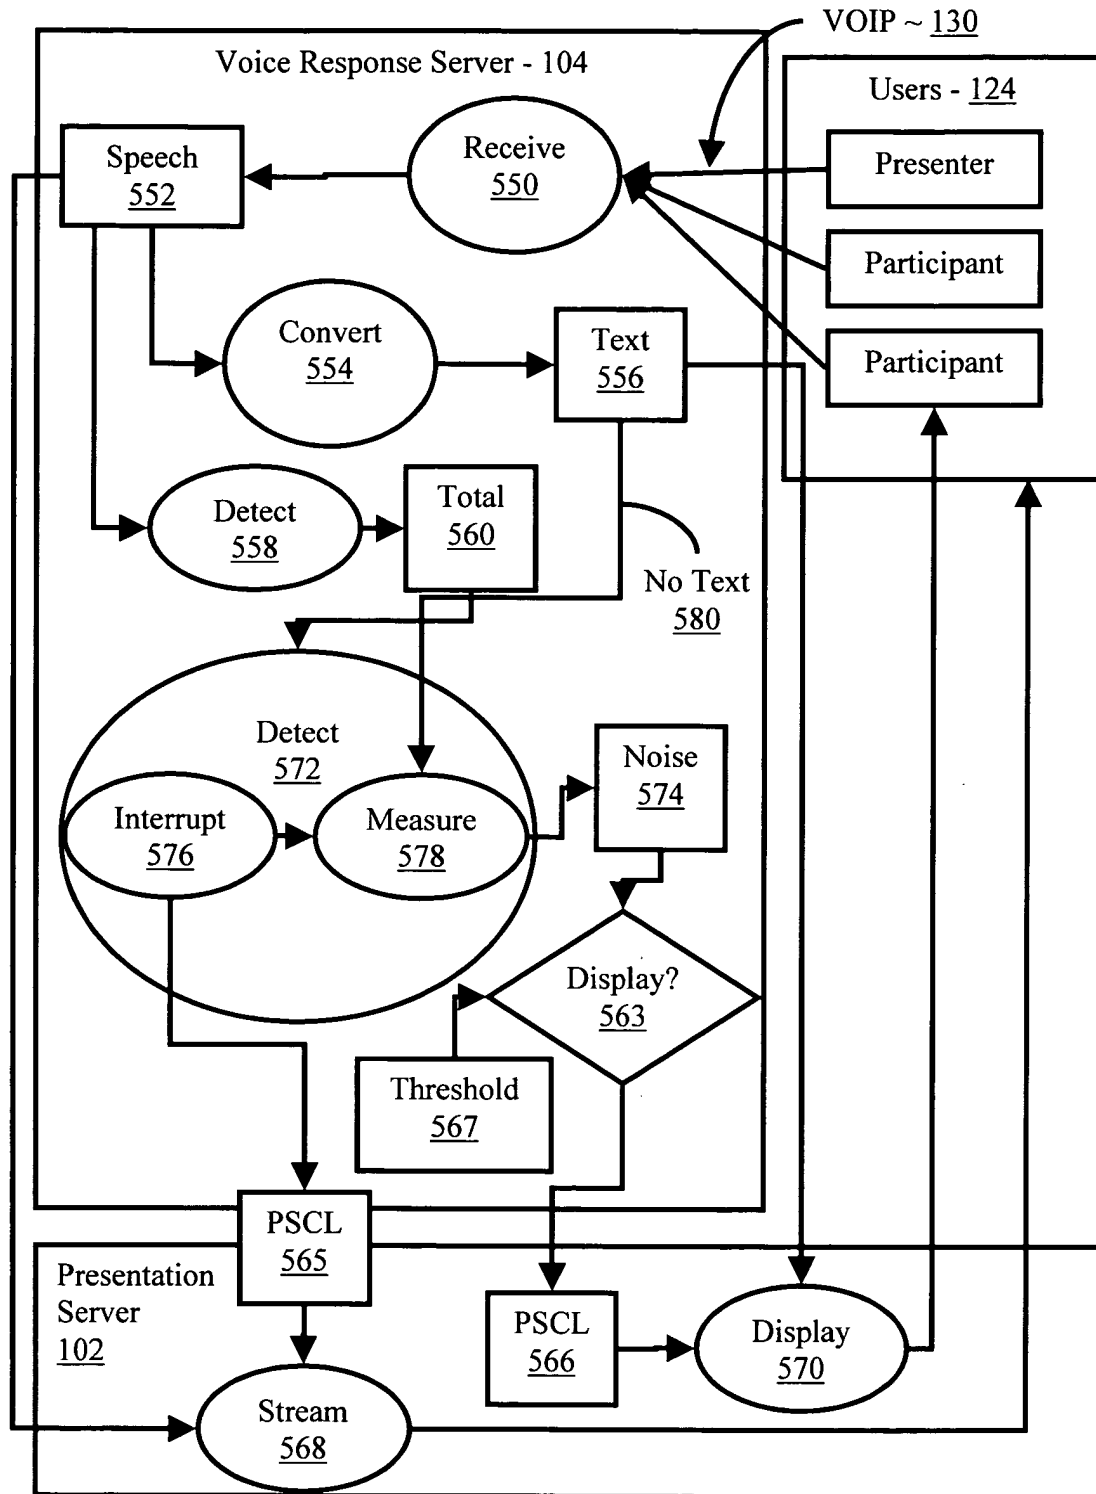 VOIP ~ 130
Voice Response Server - 104
Users - 124
Speech
552
Receive
550
Presenter
Participant
Participant
Convert
554
Text
556
Detect
558
Total
560
No Text
580
Detect
572
Interrupt
576
Measure
578
Noise
574
Display?
563
Threshold
567
PSCL
565
Presentation
Server
102
PSCL
566
Display
570
Stream
568